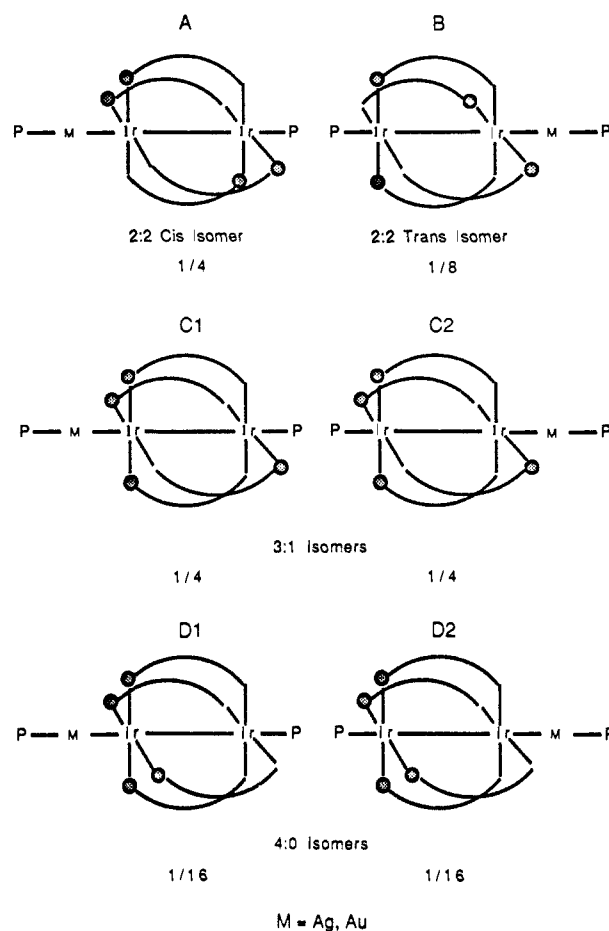 A B
P M Ir Ir P P Ir Ir M P
2:2 Cis Isomer 2:2 Trans Isomer
1/4 1/8
C1 C2
P M Ir Ir P P Ir Ir M P
3:1 Isomers
1/4 1/4
D1 D2
P M Ir Ir P P Ir Ir M P
4:0 Isomers
1/16 1/16
M = Ag, Au